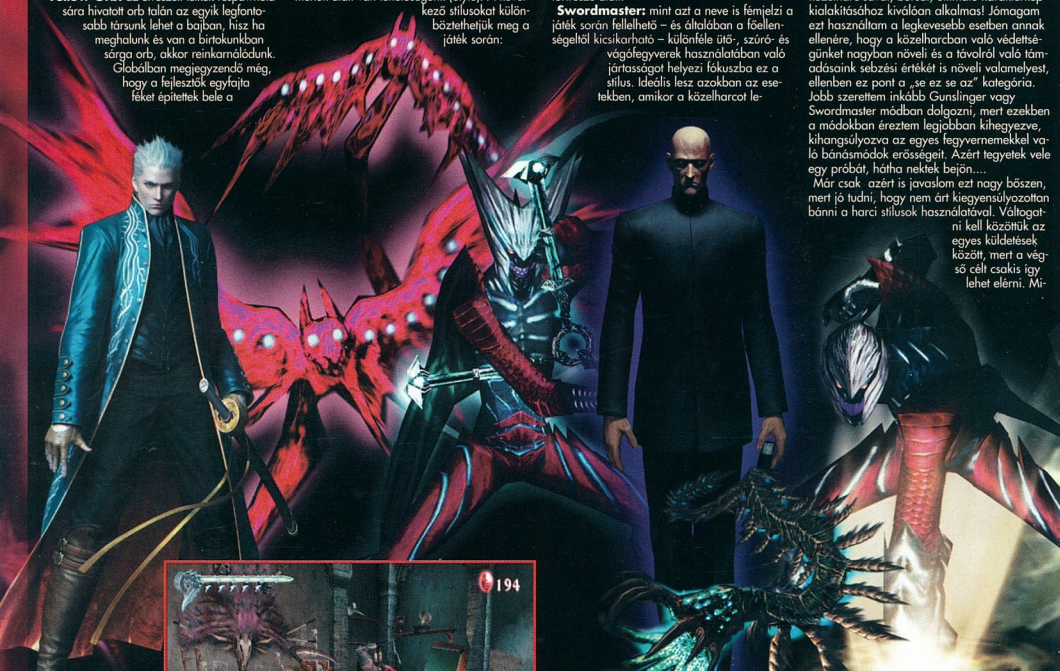 sára hivatott orb talán az egyik legfonto-
sabb társunk lehet a bajban, hisz ha
meghalunk és van a birtokunkban
sárga orb, akkor reinkarnálódunk.
Globálban megjegyzendő még,
hogy a fejlesztők egyfajta
féket építettek bele a
kező stílusokat külön-
böztethetjük meg a
játék során:
Swordmaster: mint azt a neve is fémjelzi a
játék során fellelhető – és általában a főellen-
ségeltől kicsikarható – különféle ütő-, szúró- és
vágófegyverek használatában való
jártasságot helyezi fókuszba ez a
stílus. Ideális lesz azokban az ese-
tekben, amikor a közelharcot le-
kialakításához kiválóan alkalmas! Jómagam
ezt használtam a legkevesebb esetben annak
ellenére, hogy a közelharcban való védettsé-
günket nagyban növeli és a távolról való tám-
adásaink sebzési értékét is növeli valamelyest,
ellenben ez pont a „se ez se az" kategória.
Jobb szerettem inkább Gunslinger vagy
Swordmaster módban dolgozni, mert ezekben
a módokban éreztem legjobban kihegyezve,
kihangsúlyozva az egyes fegyvernemekkel va-
ló bánásmódok erősségeit. Azért tegyetek vele
egy próbát, hátha nektek bejön....
Már csak azért is javaslom ezt nagy bőszen,
mert jó tudni, hogy nem árt kiegyensúlyozottan
bánni a harci stílusok használatával. Váltogat-
ni kell közöttük az
egyes küldetések
között, mert a vég-
ső célt csakis így
lehet elérni. Mi-
194